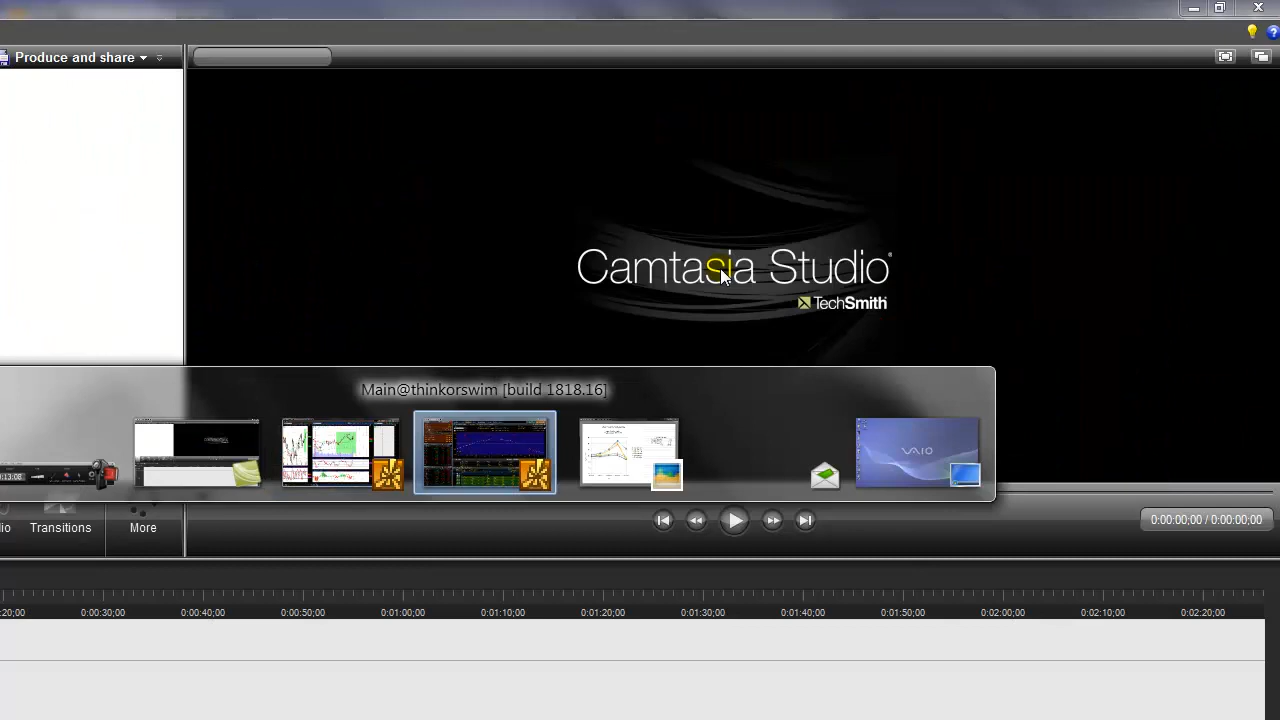 Produce and share
Camtasia Studio®
TechSmith
Main@thinkorswim [build 1818.16]
VAIO
Transitions
More
0:00:00;00 / 0:00:00;00
0:00:30;00
0:00:40;00
0:00:50;00
0:01:00;00
0:01:10;00
0:01:20;00
0:01:30;00
0:01:40;00
0:01:50;00
0:02:00;00
0:02:10;00
0:02:20;00